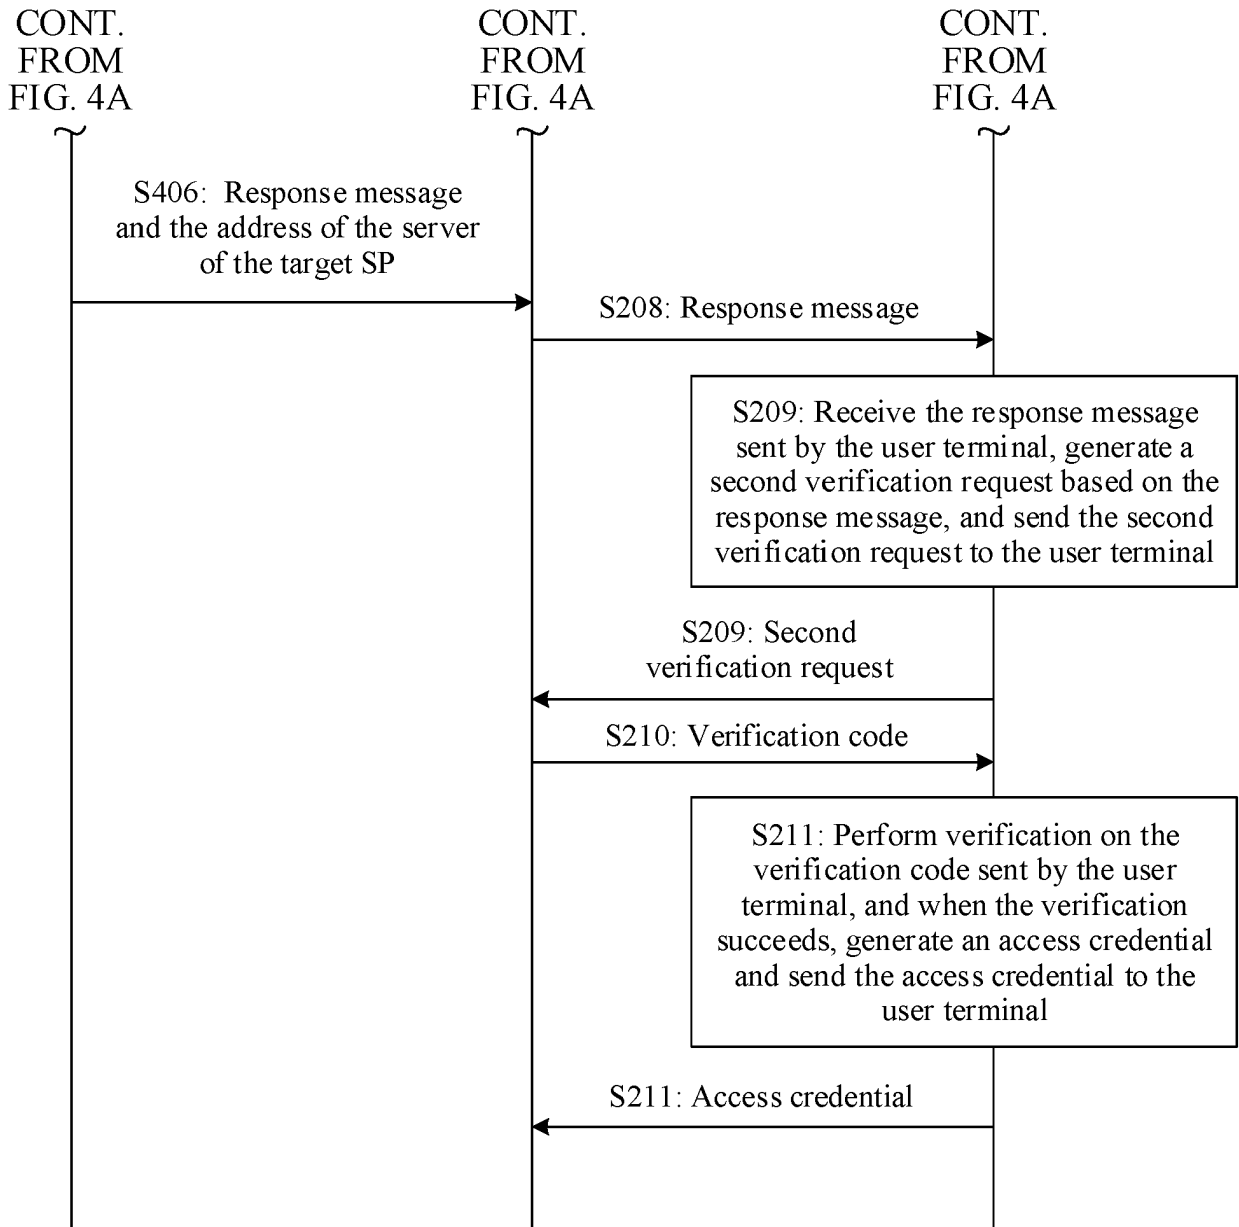 CONT.
FROM
FIG. 4A
CONT.
FROM
FIG. 4A
CONT.
FROM
FIG. 4A
S406: Response message
and the address of the server
of the target SP
S208: Response message
S209: Receive the response message
sent by the user terminal, generate a
second verification request based on the
response message, and send the second
verification request to the user terminal
S209: Second
verification request
S210: Verification code
S211: Perform verification on the
verification code sent by the user
terminal, and when the verification
succeeds, generate an access credential
and send the access credential to the
user terminal
S211: Access credential